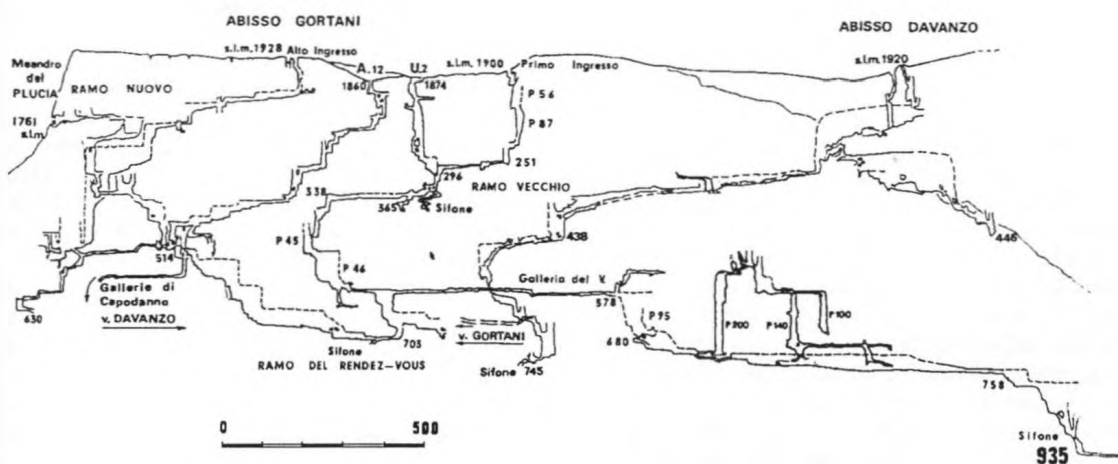 ABISSO GORTANI
ABISSO DAVANZO
s.l.m. 1928 Alto Ingresso
A.12
U.2
s.l.m. 1900
Primo Ingresso
s.l.m. 1920
Meandro
del
PLUCIA
RAMO NUOVO
1860
1874
P 56
1761
s.l.m.
P 87
251
296
RAMO VECCHIO
338
365
Sifone
P 45
438
446
514
P 46
Galleria del V.
578
Gallerie di
Capodanno
v. DAVANZO
630
P 95
P 200
P 140
P 100
703
v. GORTANI
680
Sifone
RAMO DEL RENDEZ-VOUS
Sifone
745
758
0
500
Sifone
935